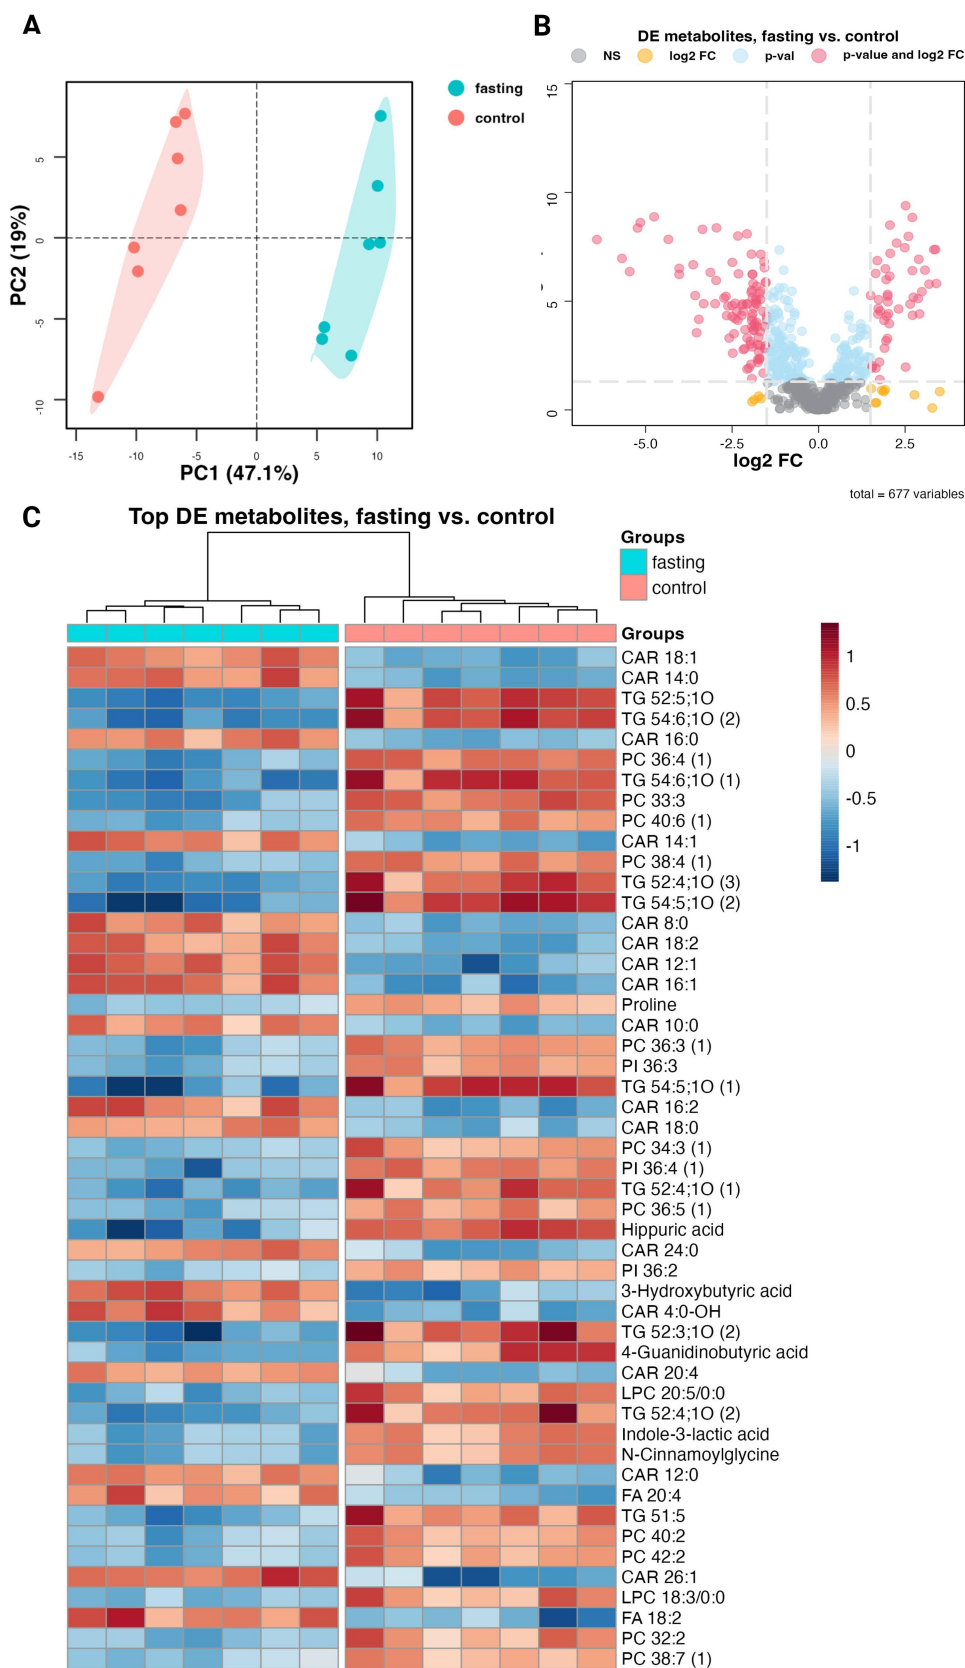 A
fasting
control
5
0
-5
-10
PC2 (19%)
-15
-10
-5
0
5
10
PC1 (47.1%)
B
DE metabolites, fasting vs. control
NS
log2 FC
p-val
p-value and log2 FC
15
10
5
0
-5.0
-2.5
0.0
2.5
log2 FC
total = 677 variables
C
Top DE metabolites, fasting vs. control
Groups
fasting
control
Groups
CAR 18:1
CAR 14:0
TG 52:5;1O
TG 54:6;1O (2)
CAR 16:0
PC 36:4 (1)
TG 54:6;1O (1)
PC 33:3
PC 40:6 (1)
CAR 14:1
PC 38:4 (1)
TG 52:4;1O (3)
TG 54:5;1O (2)
CAR 8:0
CAR 18:2
CAR 12:1
CAR 16:1
Proline
CAR 10:0
PC 36:3 (1)
PI 36:3
TG 54:5;1O (1)
CAR 16:2
CAR 18:0
PC 34:3 (1)
PI 36:4 (1)
TG 52:4;1O (1)
PC 36:5 (1)
Hippuric acid
CAR 24:0
PI 36:2
3-Hydroxybutyric acid
CAR 4:0-OH
TG 52:3;1O (2)
4-Guanidinobutyric acid
CAR 20:4
LPC 20:5/0:0
TG 52:4;1O (2)
Indole-3-lactic acid
N-Cinnamoylglycine
CAR 12:0
FA 20:4
TG 51:5
PC 40:2
PC 42:2
CAR 26:1
LPC 18:3/0:0
FA 18:2
PC 32:2
PC 38:7 (1)
1
0.5
0
-0.5
-1